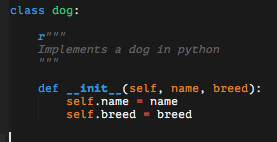 class dog:
    r"""
    Implements a dog in python
    """
    def __init__(self, name, breed):
        self.name = name
        self.breed = breed